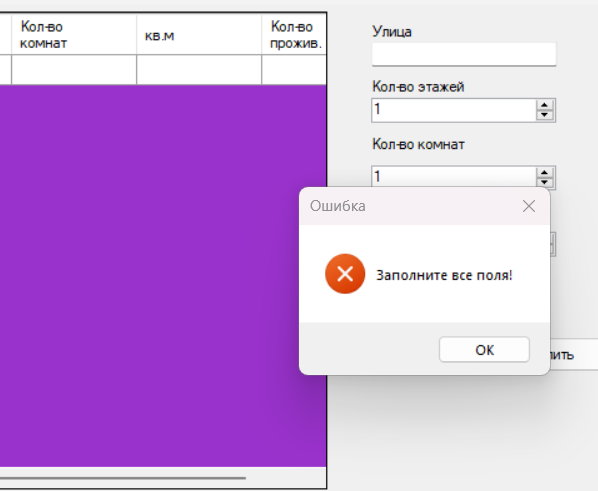 Кол-во
комнат
кв.м
Кол-во
прожив.
Улица
Кол-во этажей
1
Кол-во комнат
1
Ошибка
Заполните все поля!
OK